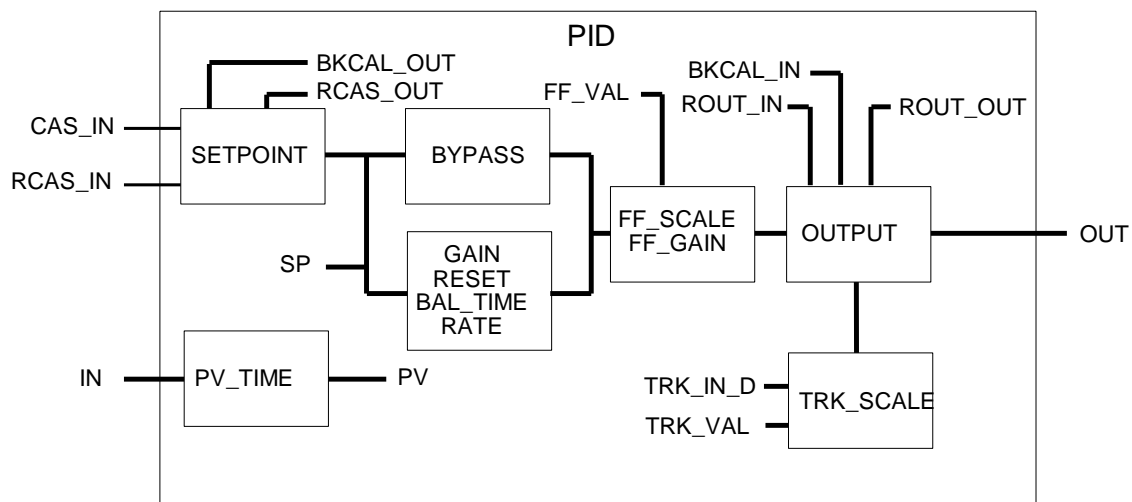 PID
BKCAL_OUT
RCAS_OUT
BKCAL_IN
FF_VAL
ROUT_IN
ROUT_OUT
CAS_IN
RCAS_IN
SETPOINT
BYPASS
FF_SCALE
FF_GAIN
OUTPUT
OUT
SP
GAIN
RESET
BAL_TIME
RATE
IN
PV_TIME
PV
TRK_IN_D
TRK_VAL
TRK_SCALE